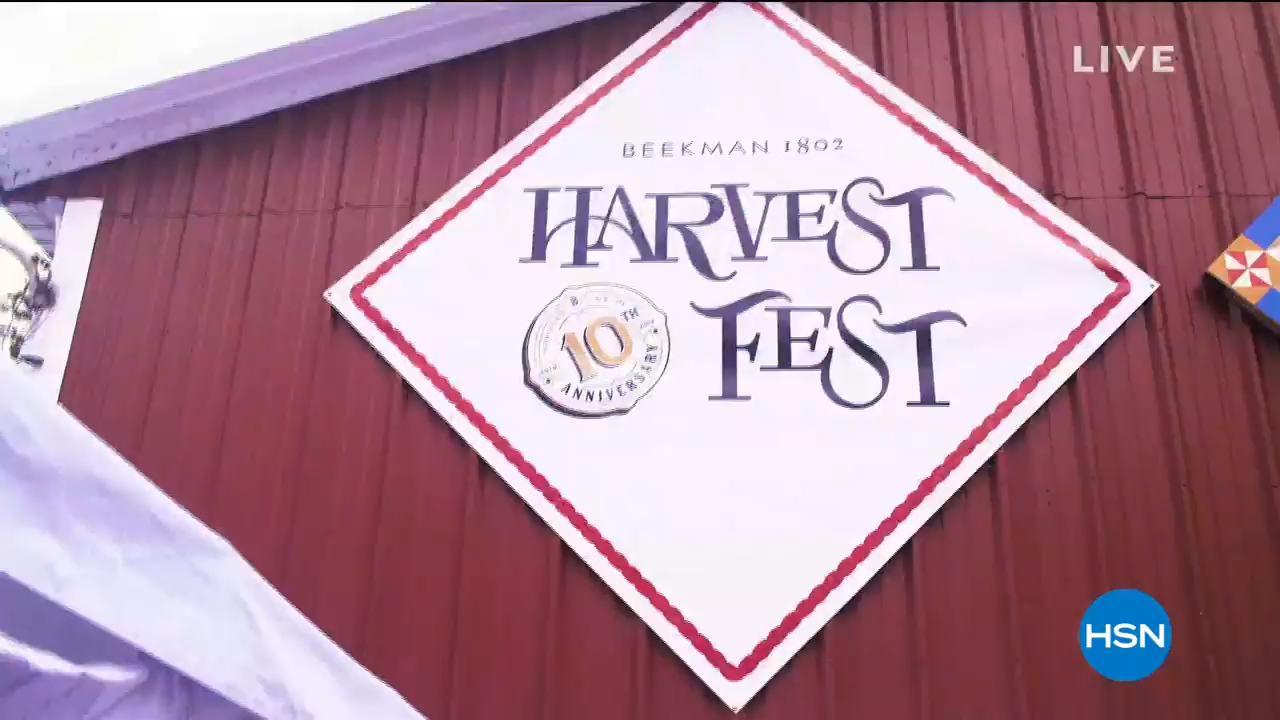 LIVE
BEEKMAN 1802
HARVEST
FEST
10TH
ANNIVERSARY
HSN